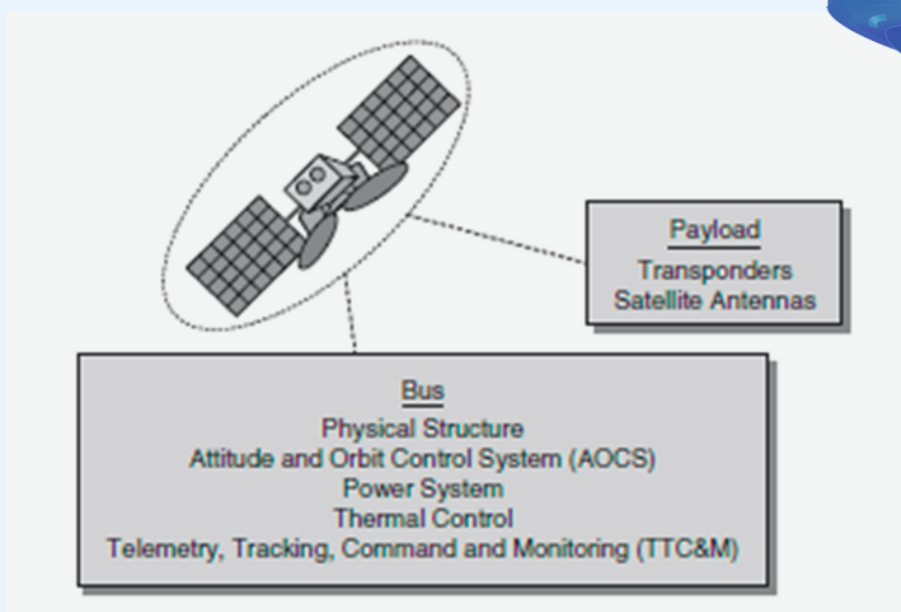 Payload
Transponders
Satellite Antennas
Bus
Physical Structure
Attitude and Orbit Control System (AOCS)
Power System
Thermal Control
Telemetry, Tracking, Command and Monitoring (TTC&M)